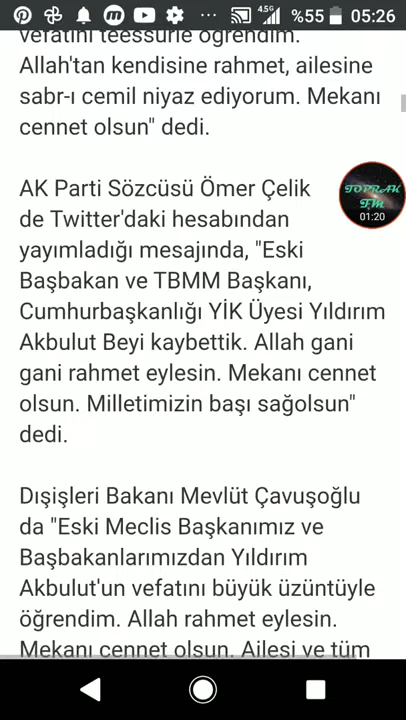 4.5G %55 05:26
vefatını teessürle öğrendim.
Allah'tan kendisine rahmet, ailesine
sabr-ı cemil niyaz ediyorum. Mekanı
cennet olsun" dedi.
AK Parti Sözcüsü Ömer Çelik
de Twitter'daki hesabından
yayımladığı mesajında, "Eski
Başbakan ve TBMM Başkanı,
Cumhurbaşkanlığı YİK Üyesi Yıldırım
Akbulut Beyi kaybettik. Allah gani
gani rahmet eylesin. Mekanı cennet
olsun. Milletimizin başı sağolsun"
dedi.
TOPRAK
FM
01:20
Dışişleri Bakanı Mevlüt Çavuşoğlu
da "Eski Meclis Başkanımız ve
Başbakanlarımızdan Yıldırım
Akbulut'un vefatını büyük üzüntüyle
öğrendim. Allah rahmet eylesin.
Mekanı cennet olsun. Ailesi ve tüm